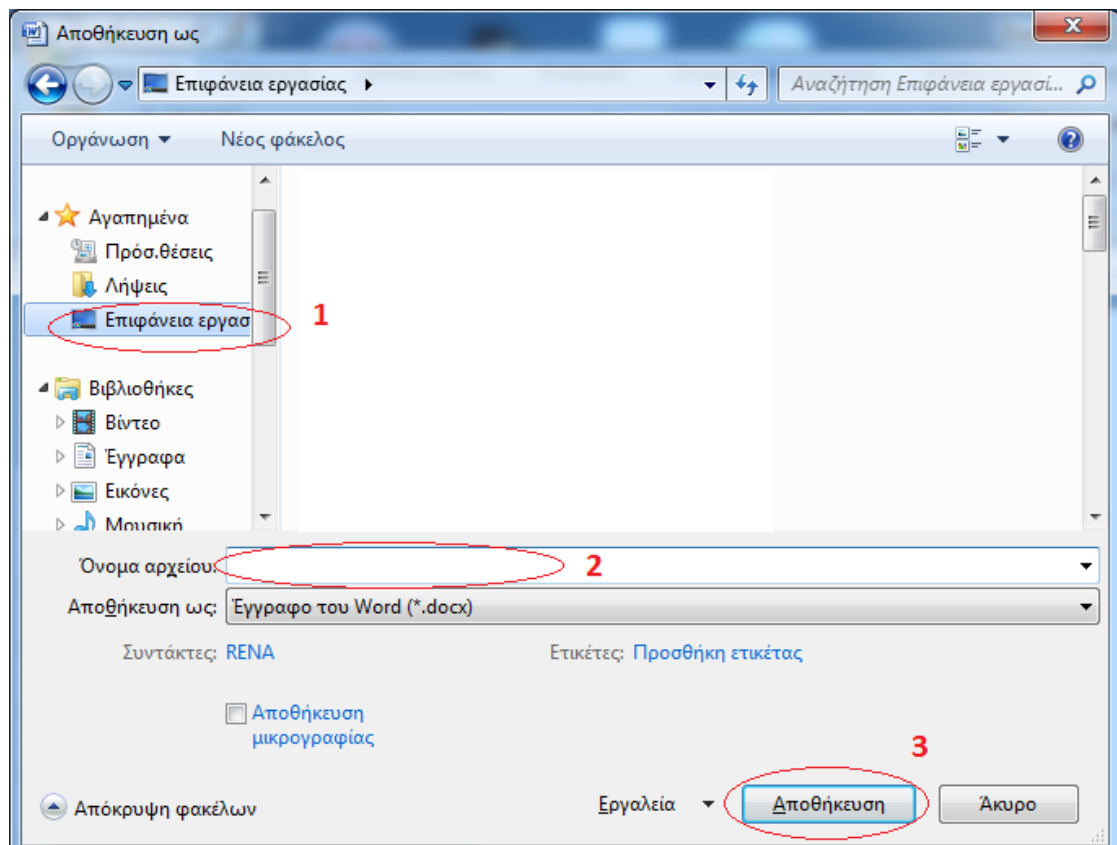 Αποθήκευση ως
Επιφάνεια εργασίας
Αναζήτηση Επιφάνεια εργασί...
Οργάνωση
Νέος φάκελος
Αγαπημένα
Πρόσ.θέσεις
Λήψεις
Επιφάνεια εργασ
1
Βιβλιοθήκες
Βίντεο
Έγγραφα
Εικόνες
Μουσική
Όνομα αρχείου:
2
Αποθήκευση ως: Έγγραφο του Word (*.docx)
Συντάκτες: RENA
Ετικέτες: Προσθήκη ετικέτας
Αποθήκευση
μικρογραφίας
3
Απόκρυψη φακέλων
Εργαλεία
Αποθήκευση
Άκυρο